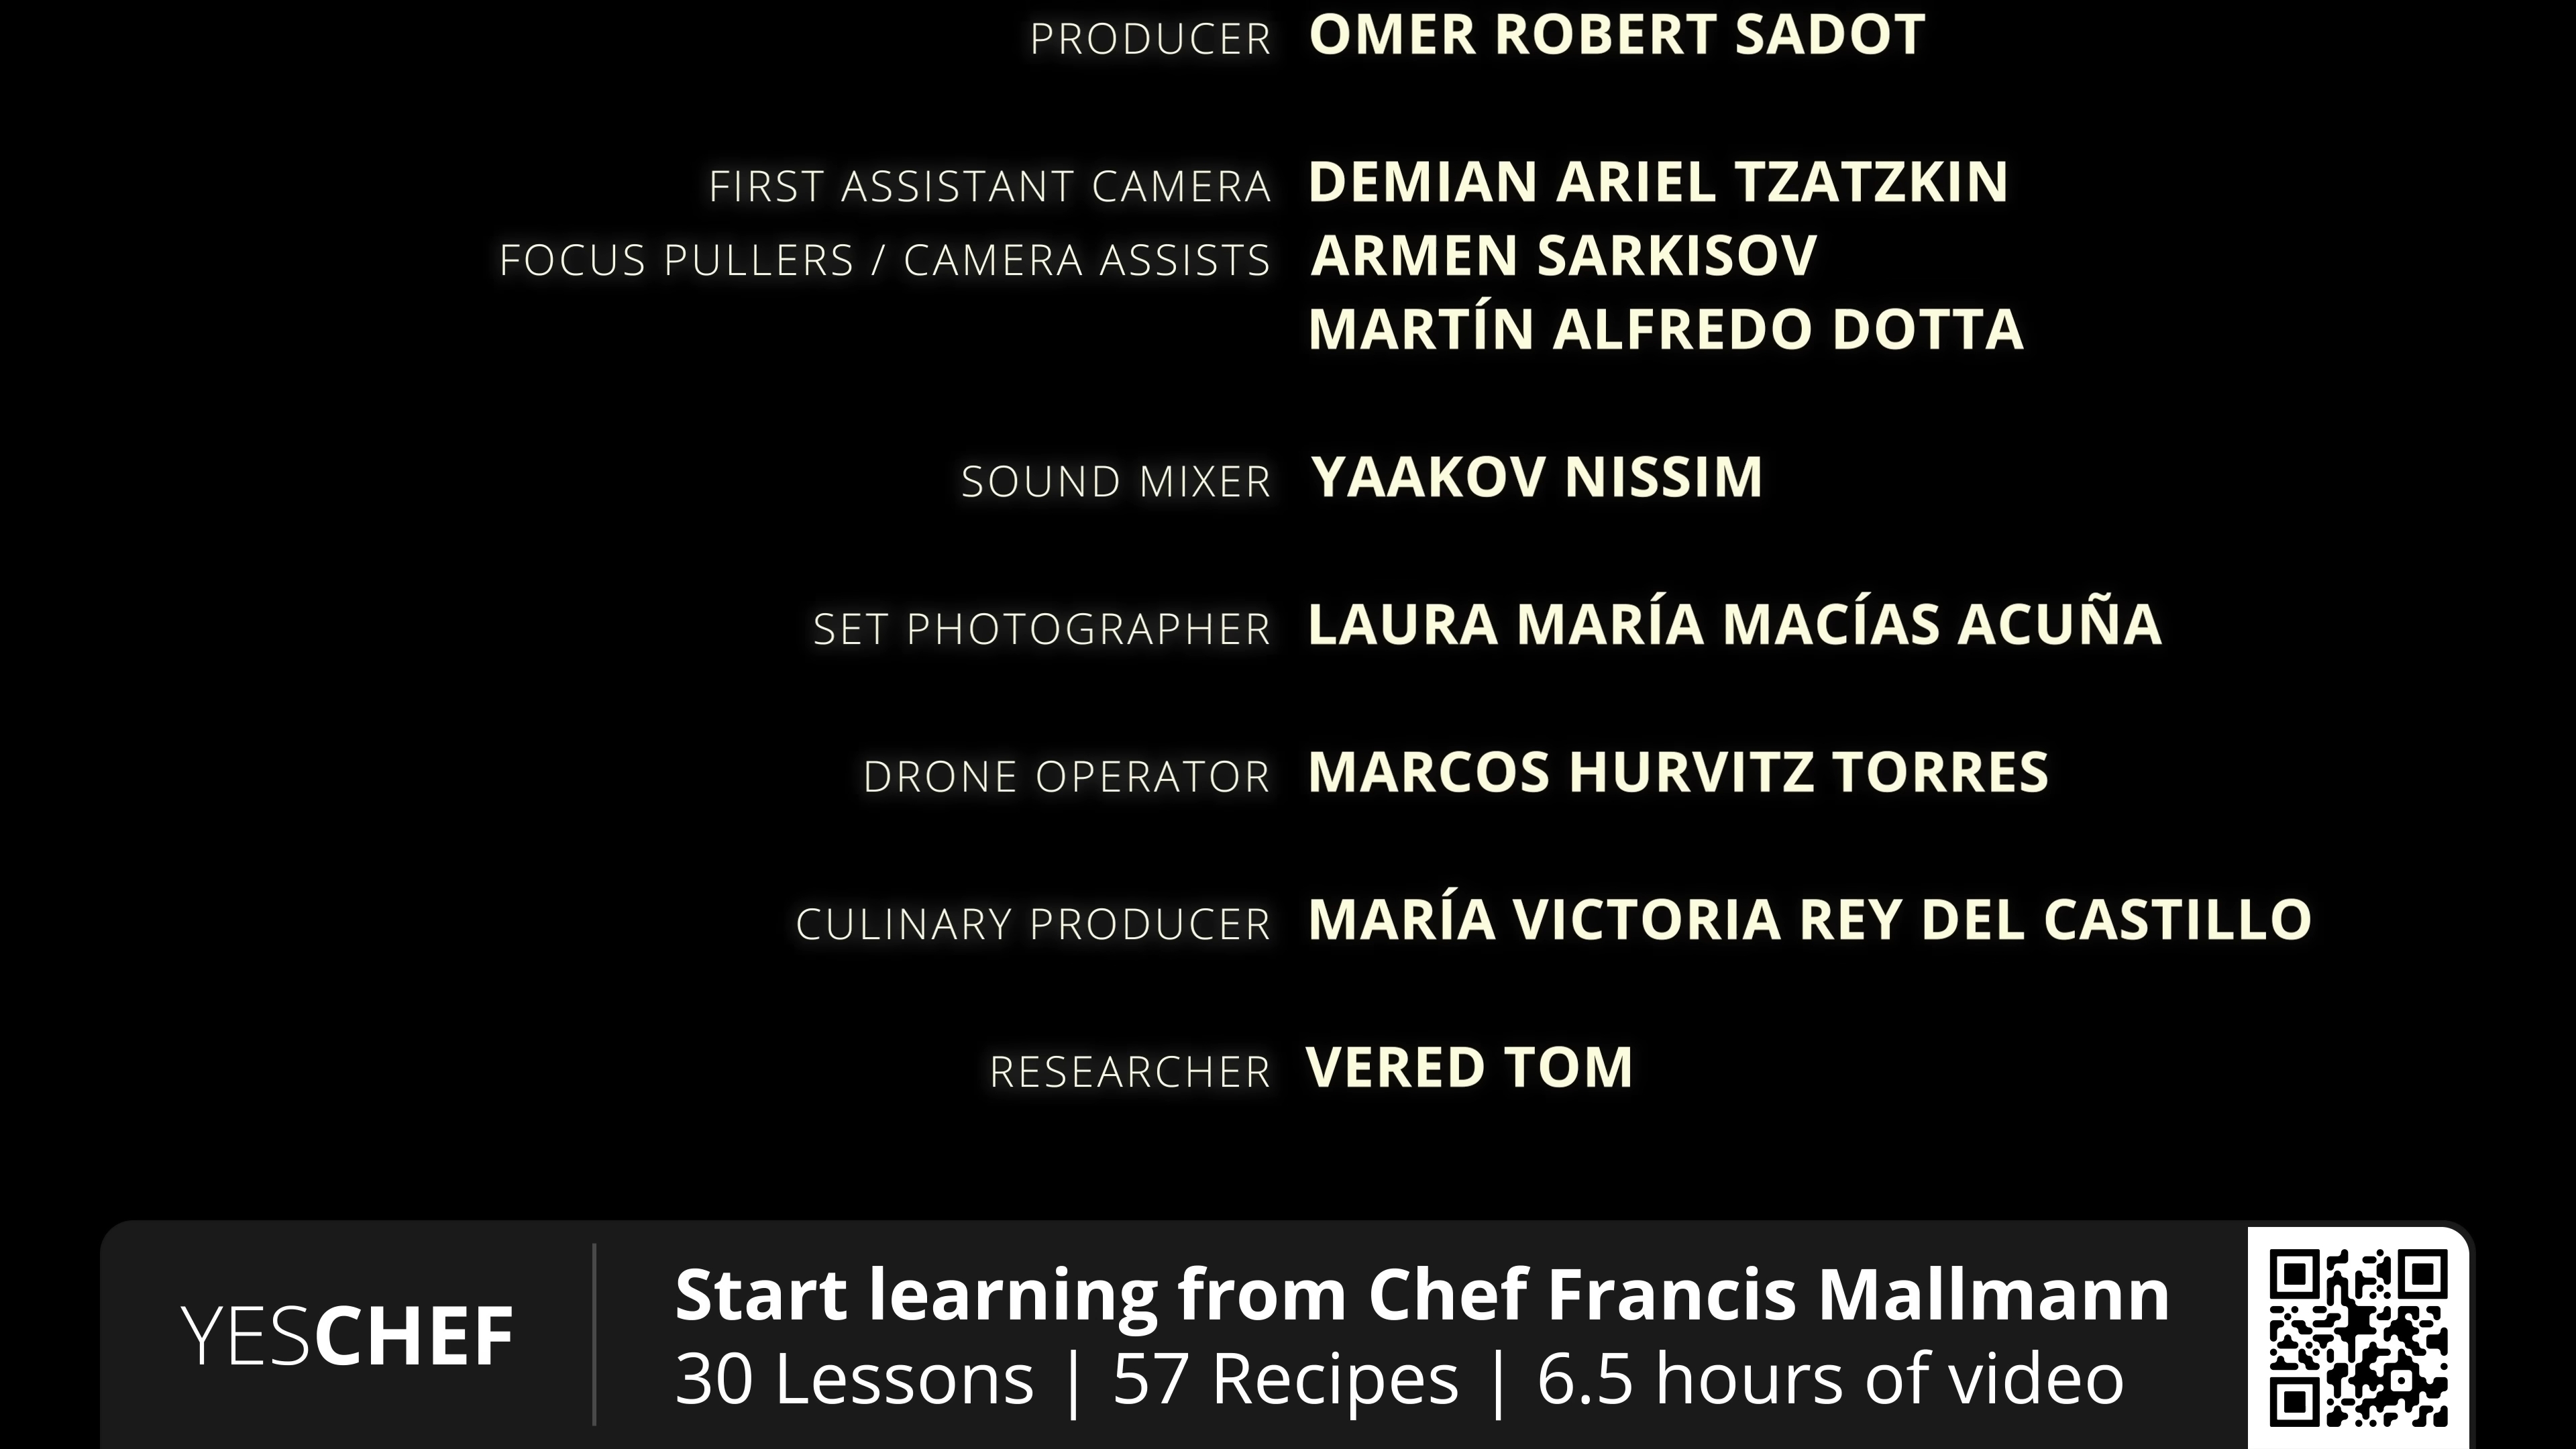 PRODUCER OMER ROBERT SADOT
FIRST ASSISTANT CAMERA DEMIAN ARIEL TZATZKIN
FOCUS PULLERS / CAMERA ASSISTS ARMEN SARKISOV
MARTÍN ALFREDO DOTTA
SOUND MIXER YAAKOV NISSIM
SET PHOTOGRAPHER LAURA MARÍA MACÍAS ACUÑA
DRONE OPERATOR MARCOS HURVITZ TORRES
CULINARY PRODUCER MARÍA VICTORIA REY DEL CASTILLO
RESEARCHER VERED TOM
YESCHEF
Start learning from Chef Francis Mallmann
30 Lessons | 57 Recipes | 6.5 hours of video